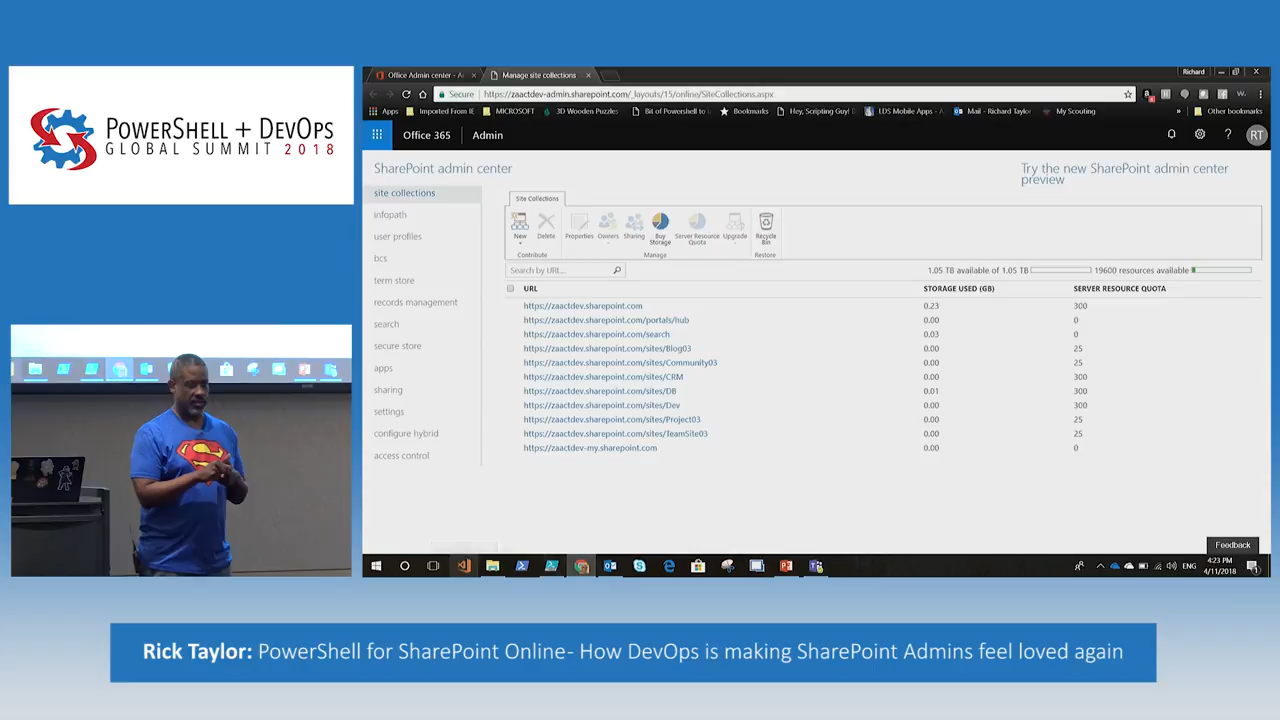 POWERSHELL + DEVOPS
GLOBAL SUMMIT 2018
Office Admin center - A
Manage site collections
Richard
Secure
https://zaactdev-admin.sharepoint.com/_layouts/15/online/SiteCollections.aspx
Apps
Imported From IE
MICROSOFT
3D Wooden Puzzles
Bit of Powershell to
Bookmarks
Hey, Scripting Guy!
LDS Mobile Apps - A
Mail - Richard Taylor
My Scouting
»
Other bookmarks
Office 365
Admin
?
RT
SharePoint admin center
Try the new SharePoint admin center
preview
site collections
infopath
user profiles
bcs
term store
records management
search
secure store
apps
sharing
settings
configure hybrid
access control
Site Collections
New
Delete
Properties
Owners
Sharing
Buy
Storage
Server Resource
Quota
Upgrade
Recycle
Bin
Contribute
Manage
Restore
Search by URL...
1.05 TB available of 1.05 TB
19600 resources available
URL STORAGE USED (GB) SERVER RESOURCE QUOTA
https://zaactdev.sharepoint.com 0.23 300
https://zaactdev.sharepoint.com/portals/hub 0.00 0
https://zaactdev.sharepoint.com/search 0.03 0
https://zaactdev.sharepoint.com/sites/Blog03 0.00 25
https://zaactdev.sharepoint.com/sites/Community03 0.00 25
https://zaactdev.sharepoint.com/sites/CRM 0.00 300
https://zaactdev.sharepoint.com/sites/DB 0.01 300
https://zaactdev.sharepoint.com/sites/Dev 0.00 300
https://zaactdev.sharepoint.com/sites/Project03 0.00 25
https://zaactdev.sharepoint.com/sites/TeamSite03 0.00 25
https://zaactdev-my.sharepoint.com 0.00 0
Feedback
ENG
4:23 PM
4/11/2018
Rick Taylor: PowerShell for SharePoint Online - How DevOps is making SharePoint Admins feel loved again